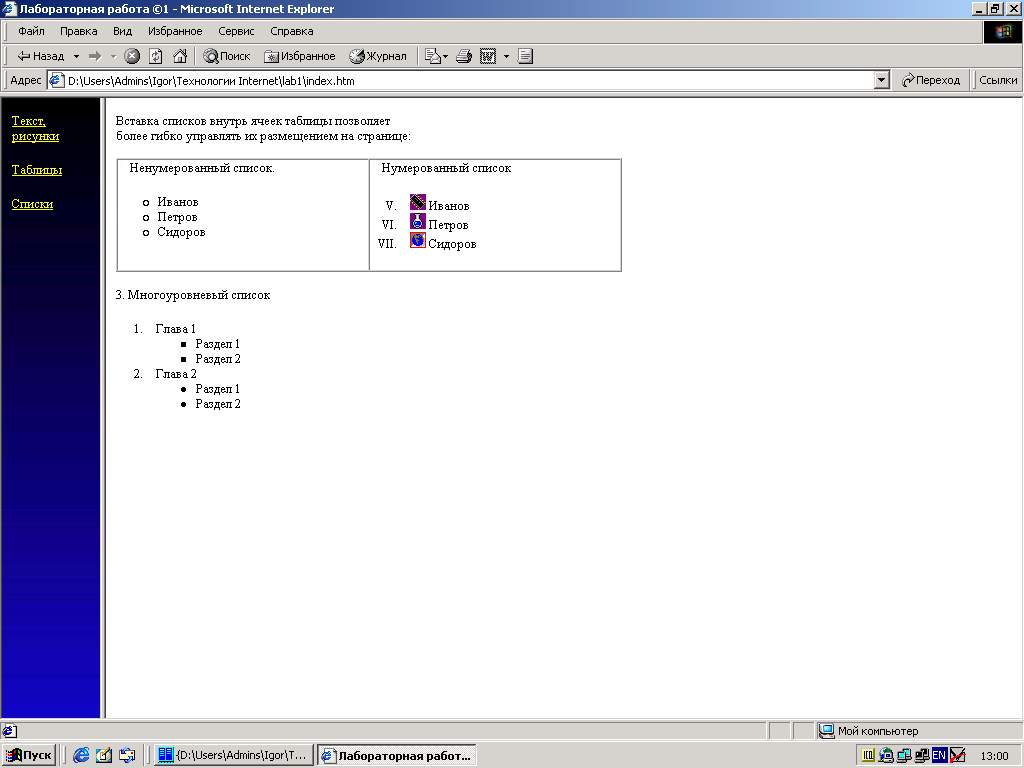 Лабораторная работа ©1 - Microsoft Internet Explorer
Файл Правка Вид Избранное Сервис Справка
Назад Поиск Избранное Журнал
Адрес D:\Users\Admins\Igor\Технологии Internet\lab1\index.htm Переход Ссылки
Текст,
рисунки
Таблицы
Списки
Вставка списков внутрь ячеек таблицы позволяет
более гибко управлять их размещением на странице:
Ненумерованный список.
Иванов
Петров
Сидоров
Нумерованный список
V. Иванов
VI. Петров
VII. Сидоров
3. Многоуровневый список
1. Глава 1
Раздел 1
Раздел 2
2. Глава 2
Раздел 1
Раздел 2
Мой компьютер
Пуск {D:\Users\Admins\Igor\Т... Лабораторная работ... EN 13:00